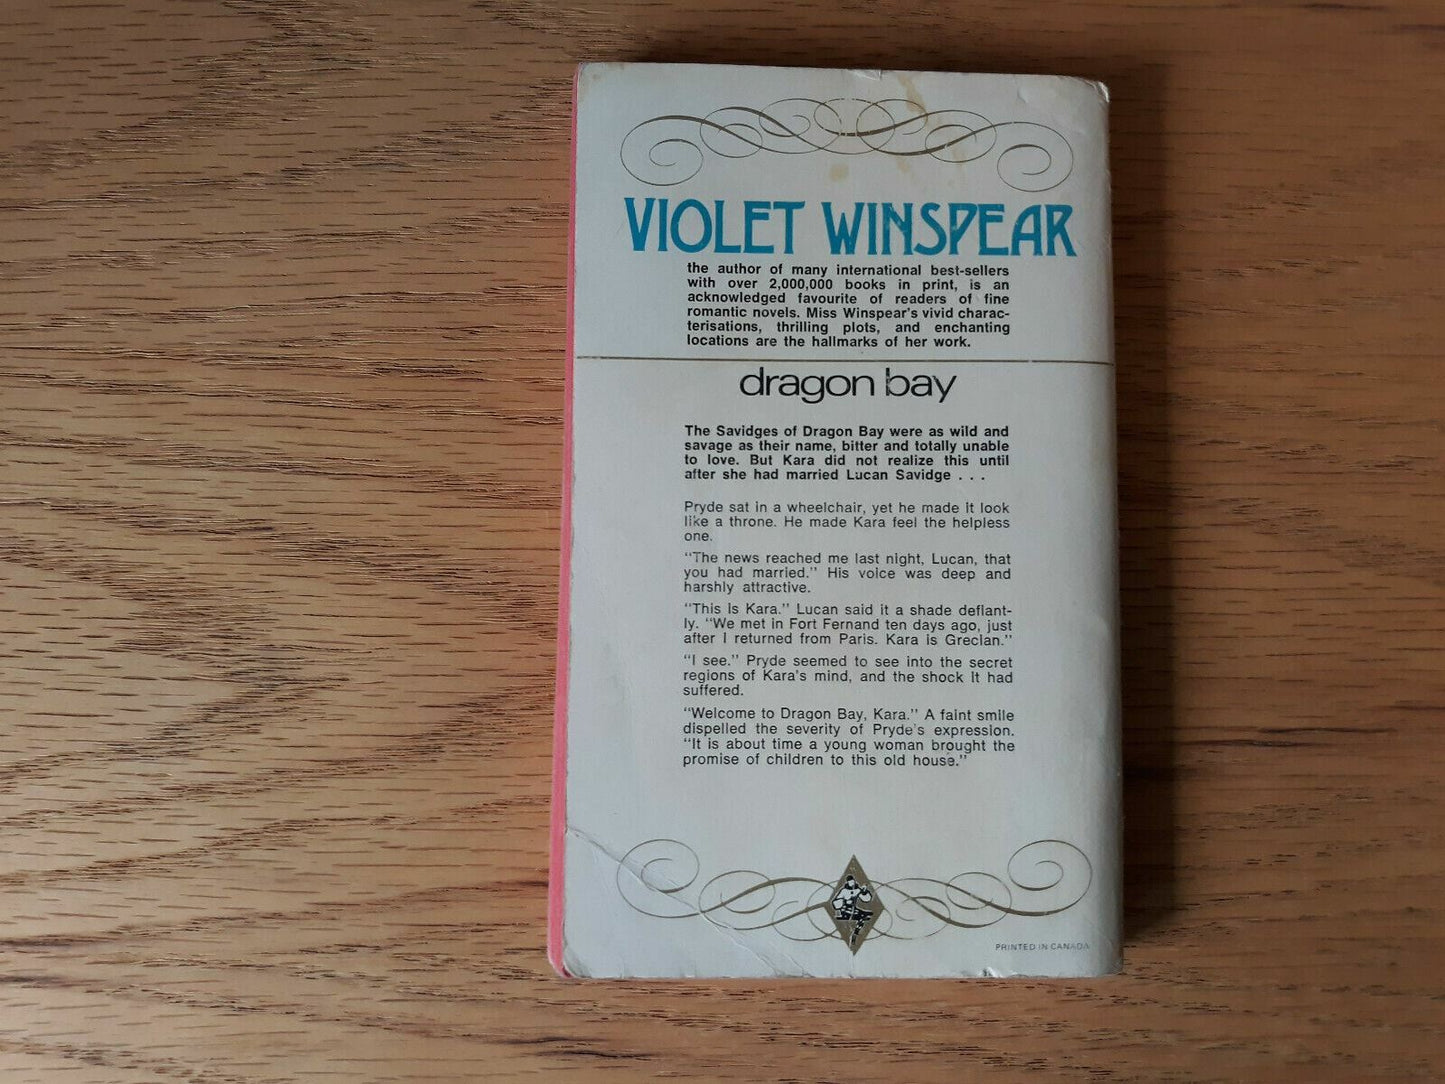 VIOLET WINSPEAR
the author of many international best-sellers
with over 2,000,000 books in print, is an
acknowledged favourite of readers of fine
romantic novels. Miss Winspear's vivid charac-
terisations, thrilling plots, and enchanting
locations are the hallmarks of her work.
dragon bay
The Savidges of Dragon Bay were as wild and
savage as their name, bitter and totally unable
to love. But Kara did not realize this until
after she had married Lucan Savidge . . .
Pryde sat in a wheelchair, yet he made it look
like a throne. He made Kara feel the helpless
one.
"The news reached me last night, Lucan, that
you had married." His voice was deep and
harshly attractive.
"This is Kara." Lucan said it a shade defiant-
ly. "We met in Fort Fernand ten days ago, just
after I returned from Paris. Kara is Grecian."
"I see." Pryde seemed to see into the secret
regions of Kara's mind, and the shock it had
suffered.
"Welcome to Dragon Bay, Kara." A faint smile
dispelled the severity of Pryde's expression.
"It is about time a young woman brought the
promise of children to this old house."
PRINTED IN CANADA